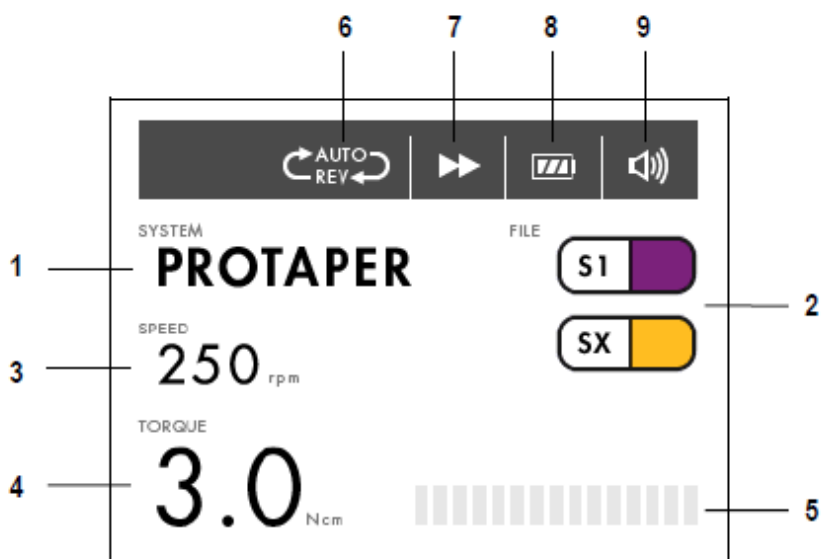 6 7 8 9
AUTO
REV
SYSTEM
FILE
1
PROTAPER
S1
2
SPEED
SX
3
250 rpm
TORQUE
4
3.0 Ncm
5